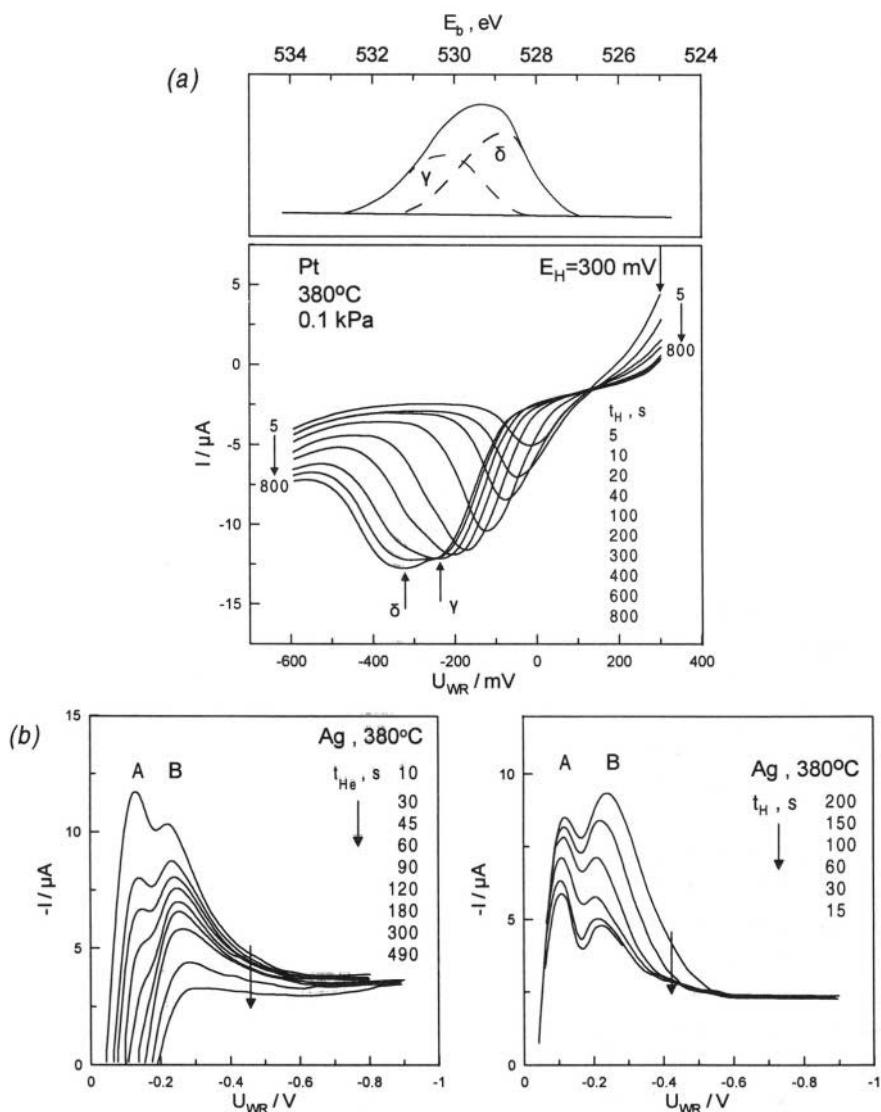 E_b , eV
534 532 530 528 526 524
(a)
γ
δ
Pt
380ºC
0.1 kPa
E_H=300 mV
5
0
-5
-10
-15
I / μA
5
800
5
800
t_H , s
5
10
20
40
100
200
300
400
600
800
δ
γ
-600 -400 -200 0 200 400
U_WR / mV
(b)
15
10
5
0
-I / μA
A B
Ag, 380ºC
t_He , s 10
30
45
60
90
120
180
300
490
0 -0.2 -0.4 -0.6 -0.8 -1
U_WR / V
10
5
0
-I / μA
A B
Ag , 380ºC
t_H , s 200
150
100
60
30
15
0 -0.2 -0.4 -0.6 -0.8 -1
U_WR / V